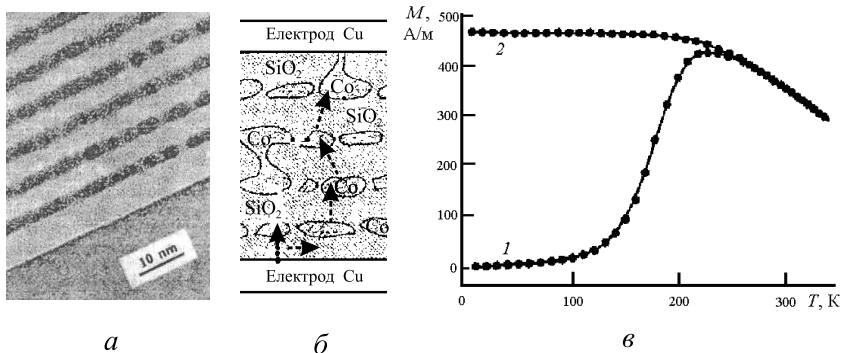 10 nm
а
Електрод Cu
SiO2
Co
SiO2
Co
Co
SiO2
o
Електрод Cu
б
M,
А/м
500
400
300
200
100
0
2
1
0 100 200 300 T, К
в